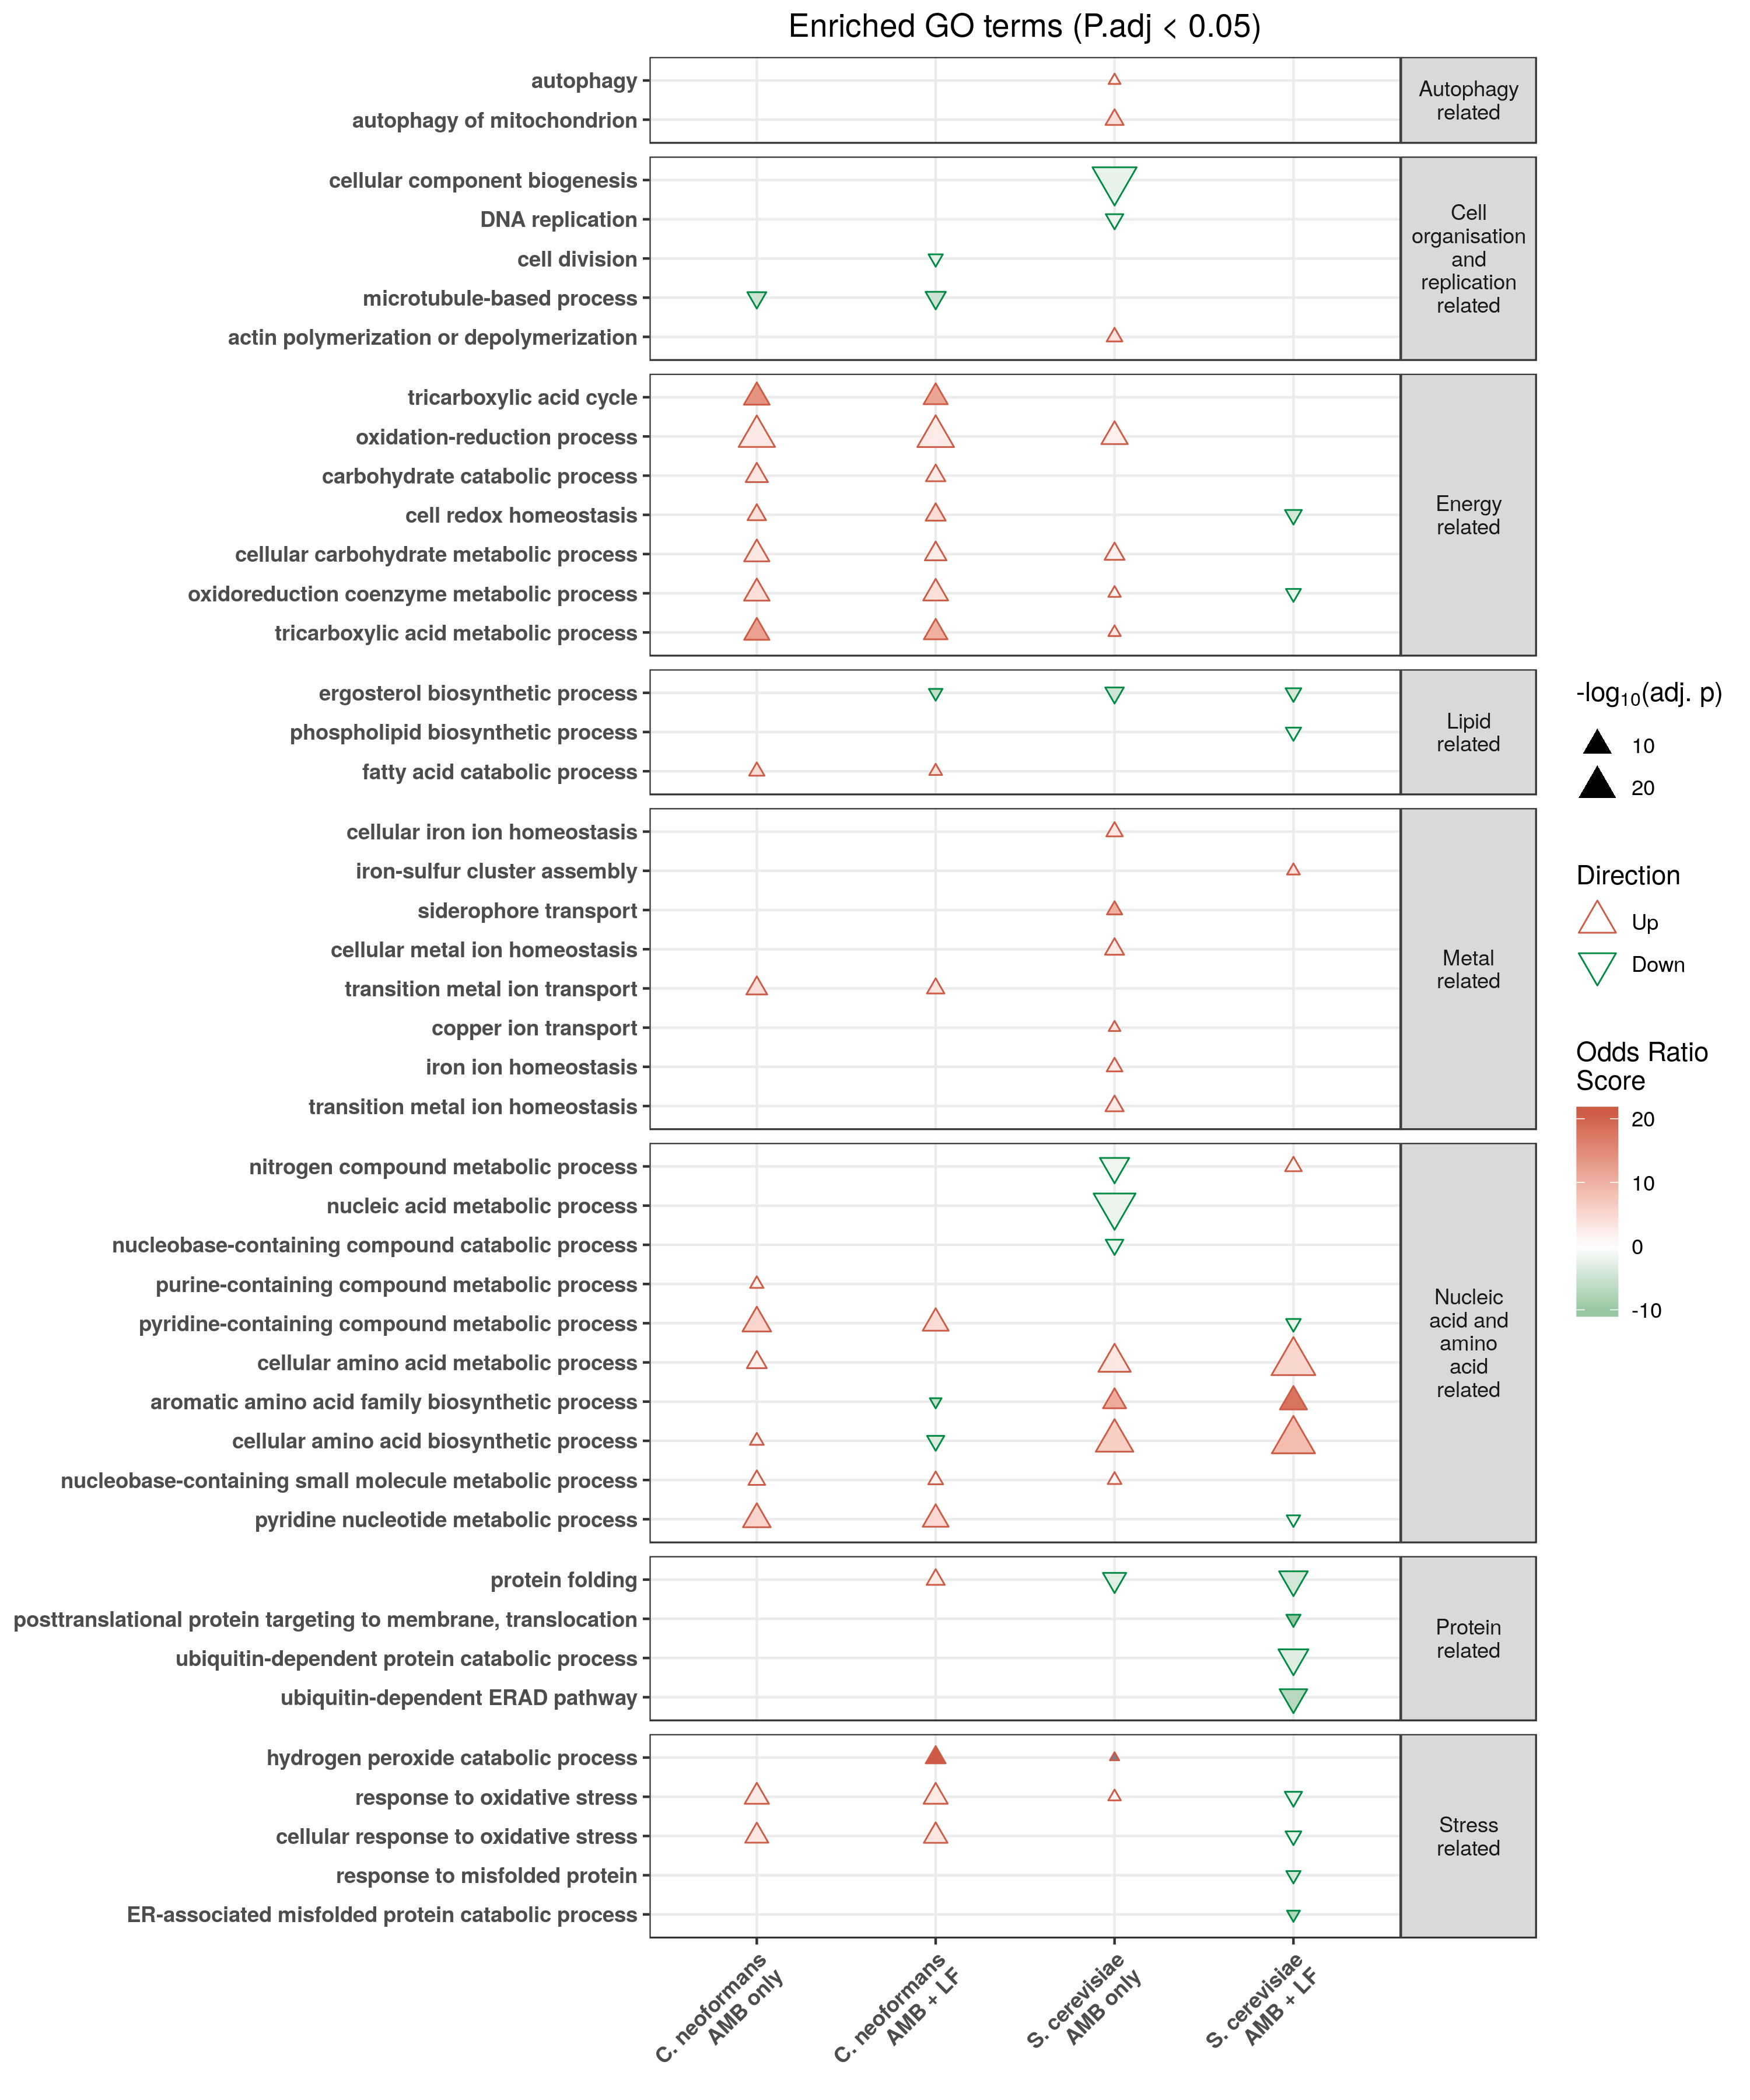 Enriched GO terms (P.adj < 0.05)
autophagy
autophagy of mitochondrion
Autophagy
related
cellular component biogenesis
DNA replication
cell division
microtubule-based process
actin polymerization or depolymerization
Cell
organisation
and
replication
related
tricarboxylic acid cycle
oxidation-reduction process
carbohydrate catabolic process
cell redox homeostasis
cellular carbohydrate metabolic process
oxidoreduction coenzyme metabolic process
tricarboxylic acid metabolic process
Energy
related
ergosterol biosynthetic process
phospholipid biosynthetic process
fatty acid catabolic process
Lipid
related
cellular iron ion homeostasis
iron-sulfur cluster assembly
siderophore transport
cellular metal ion homeostasis
transition metal ion transport
copper ion transport
iron ion homeostasis
transition metal ion homeostasis
Metal
related
nitrogen compound metabolic process
nucleic acid metabolic process
nucleobase-containing compound catabolic process
purine-containing compound metabolic process
pyridine-containing compound metabolic process
cellular amino acid metabolic process
aromatic amino acid family biosynthetic process
cellular amino acid biosynthetic process
nucleobase-containing small molecule metabolic process
pyridine nucleotide metabolic process
Nucleic
acid and
amino
acid
related
protein folding
posttranslational protein targeting to membrane, translocation
ubiquitin-dependent protein catabolic process
ubiquitin-dependent ERAD pathway
Protein
related
hydrogen peroxide catabolic process
response to oxidative stress
cellular response to oxidative stress
response to misfolded protein
ER-associated misfolded protein catabolic process
Stress
related
C. neoformans
AMB only
C. neoformans
AMB + LF
S. cerevisiae
AMB only
S. cerevisiae
AMB + LF
-log10(adj. p)
10
20
Direction
Up
Down
Odds Ratio
Score
20
10
0
-10